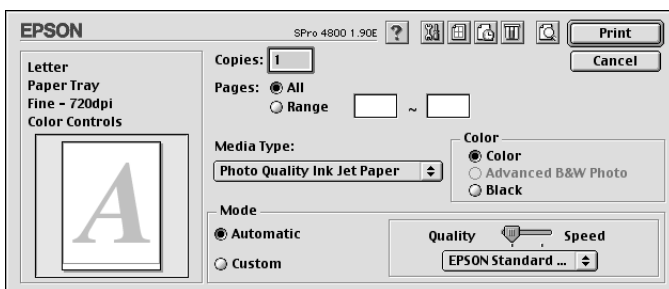 EPSON
SPro 4800 1.90E
?
Print
Cancel
Letter
Paper Tray
Fine - 720dpi
Color Controls
A
Copies: 1
Pages: All
Range ~
Media Type:
Photo Quality Ink Jet Paper
Color
Color
Advanced B&W Photo
Black
Mode
Automatic
Custom
Quality Speed
EPSON Standard ...